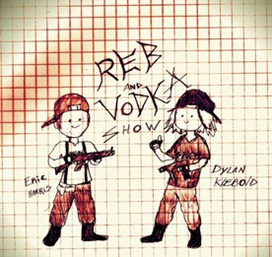 REB
AND
VODKA
SHOW
ERIC
HARRIS
DYLAN
KLEBOLD